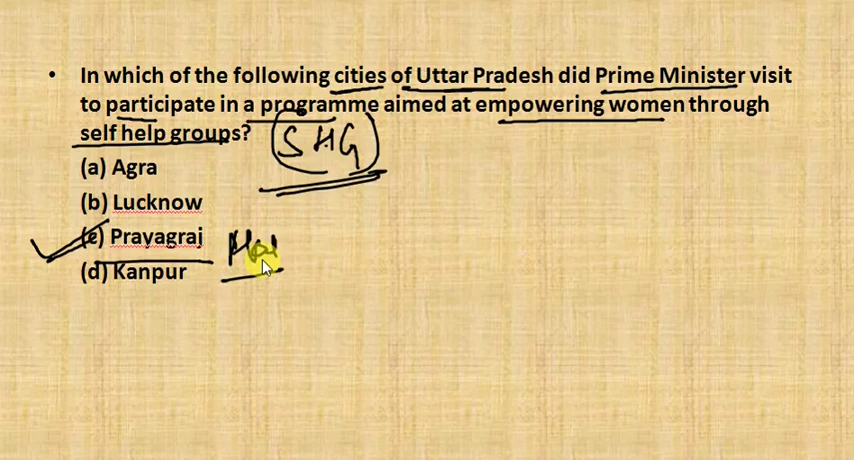 • In which of the following cities of Uttar Pradesh did Prime Minister visit
to participate in a programme aimed at empowering women through
self help groups?
SHG
(a) Agra
(b) Lucknow
(c) Prayagraj
(d) Kanpur